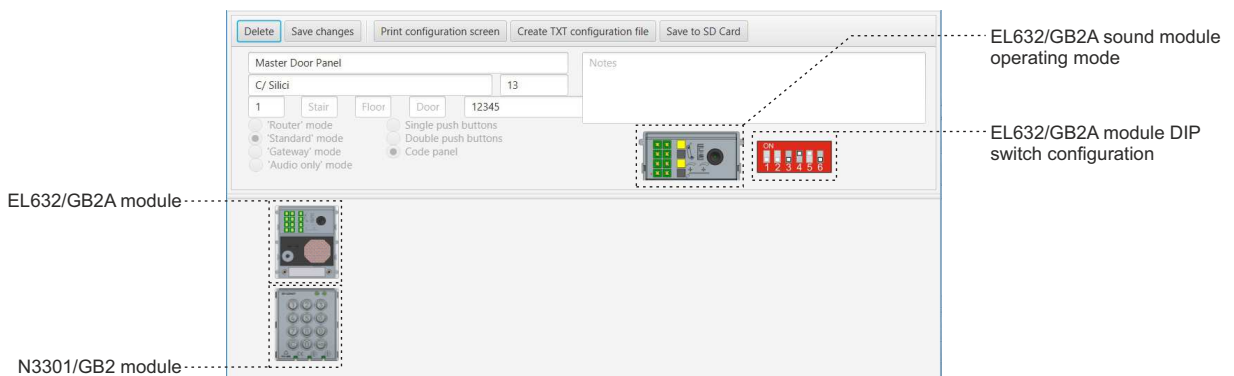 Delete Save changes Print configuration screen Create TXT configuration file Save to SD Card
EL632/GB2A sound module
operating mode
Master Door Panel Notes
C/ Silici 13
1 Stair Floor Door 12345
'Router' mode Single push buttons
'Standard' mode Double push buttons
'Gateway' mode Code panel
'Audio only' mode
ON
1 2 3 4 5 6
EL632/GB2A module DIP
switch configuration
EL632/GB2A module
N3301/GB2 module